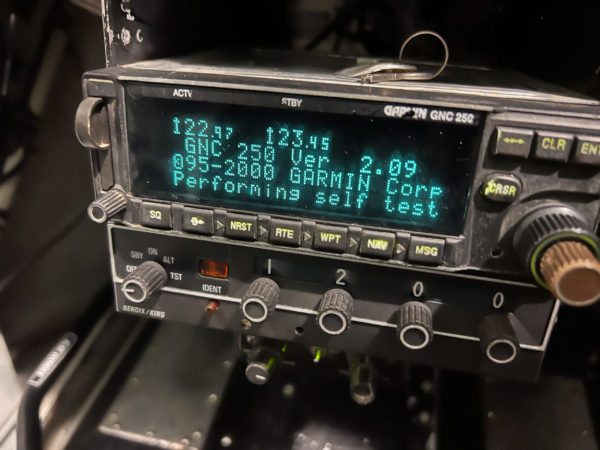 ACTV STBY GARMIN GNC 250
122.97 123.45
GNC 250 Ver 2.09
095-2000 GARMIN Corp
Performing self test
CLR ENT
CRSR
SQ D NRST RTE WPT NAV MSG
SBY ON ALT
OFF TST
IDENT
1 2 0 0
BENDIX/KING